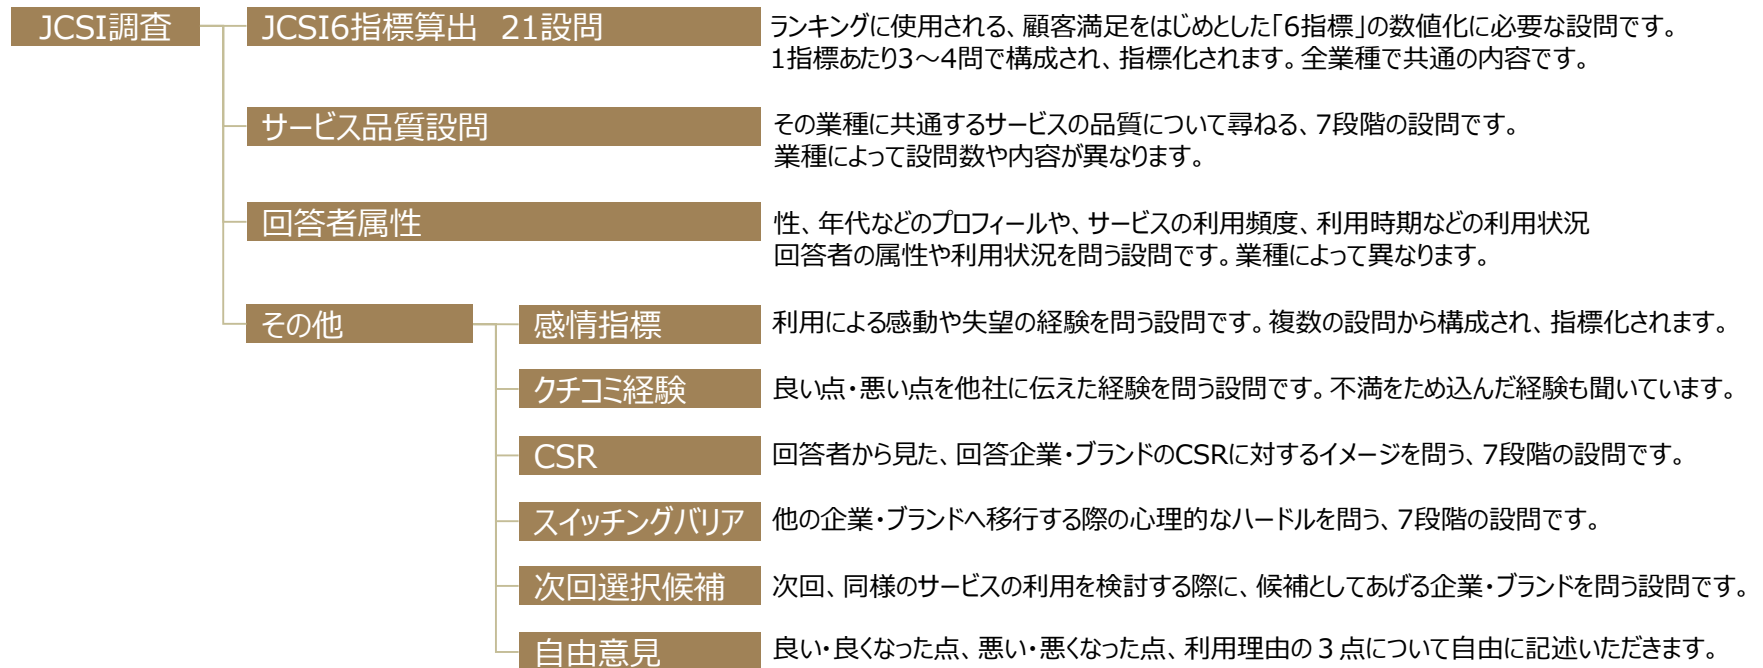 JCSI調査
JCSI6指標算出 21設問
ランキングに使用される、顧客満足をはじめとした「6指標」の数値化に必要な設問です。
1指標あたり3～4問で構成され、指標化されます。全業種で共通の内容です。
サービス品質設問
その業種に共通するサービスの品質について尋ねる、7段階の設問です。
業種によって設問数や内容が異なります。
回答者属性
性、年代などのプロフィールや、サービスの利用頻度、利用時期などの利用状況
回答者の属性や利用状況を問う設問です。業種によって異なります。
その他
感情指標
利用による感動や失望の経験を問う設問です。複数の設問から構成され、指標化されます。
クチコミ経験
良い点・悪い点を他社に伝えた経験を問う設問です。不満をため込んだ経験も聞いています。
CSR
回答者から見た、回答企業・ブランドのCSRに対するイメージを問う、7段階の設問です。
スイッチングバリア
他の企業・ブランドへ移行する際の心理的なハードルを問う、7段階の設問です。
次回選択候補
次回、同様のサービスの利用を検討する際に、候補としてあげる企業・ブランドを問う設問です。
自由意見
良い・良くなった点、悪い・悪くなった点、利用理由の３点について自由に記述いただきます。